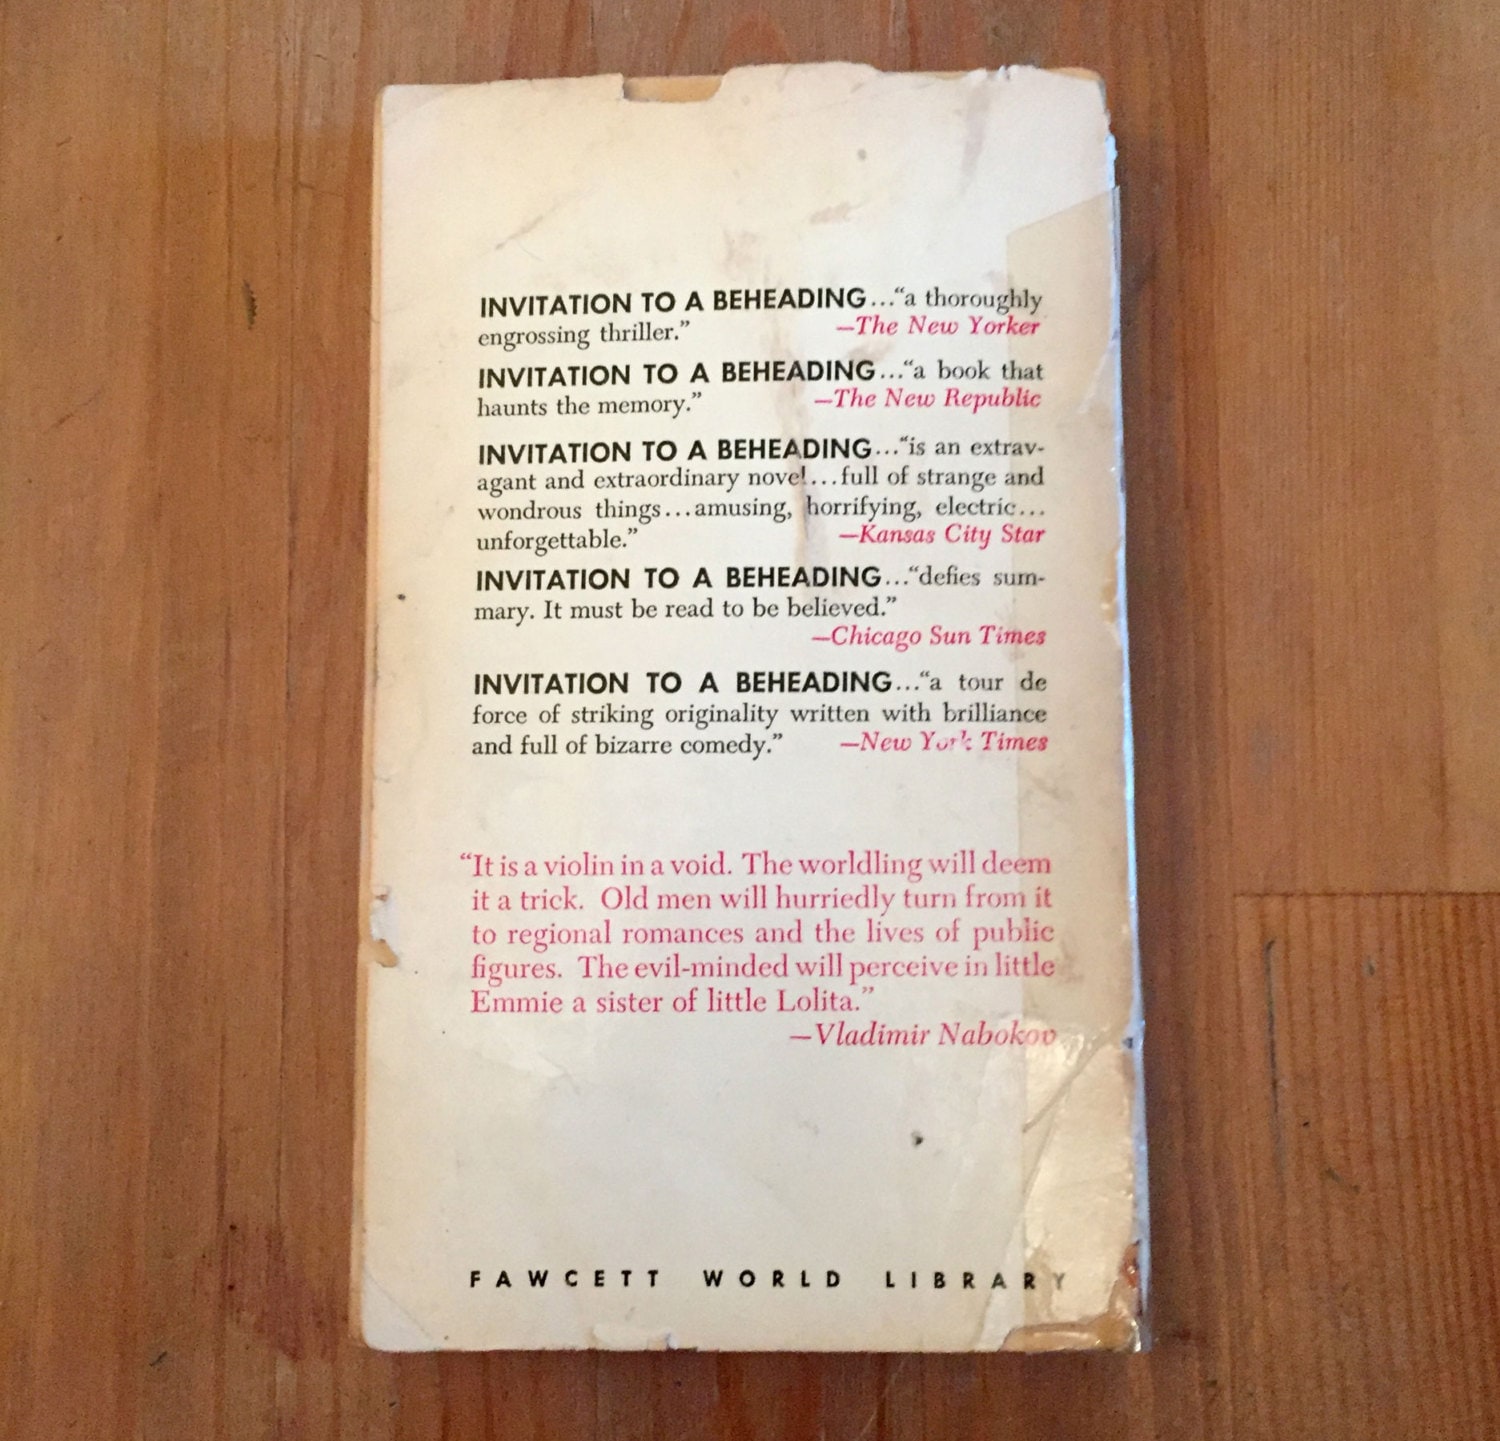 INVITATION TO A BEHEADING..."a thoroughly
engrossing thriller." —The New Yorker
INVITATION TO A BEHEADING..."a book that
haunts the memory." —The New Republic
INVITATION TO A BEHEADING..."is an extrav-
agant and extraordinary novel...full of strange and
wondrous things...amusing, horrifying, electric...
unforgettable." —Kansas City Star
INVITATION TO A BEHEADING..."defies sum-
mary. It must be read to be believed."
—Chicago Sun Times
INVITATION TO A BEHEADING..."a tour de
force of striking originality written with brilliance
and full of bizarre comedy." —New York Times
"It is a violin in a void. The worldling will deem
it a trick. Old men will hurriedly turn from it
to regional romances and the lives of public
figures. The evil-minded will perceive in little
Emmie a sister of little Lolita."
—Vladimir Nabokov
FAWCETT WORLD LIBRARY